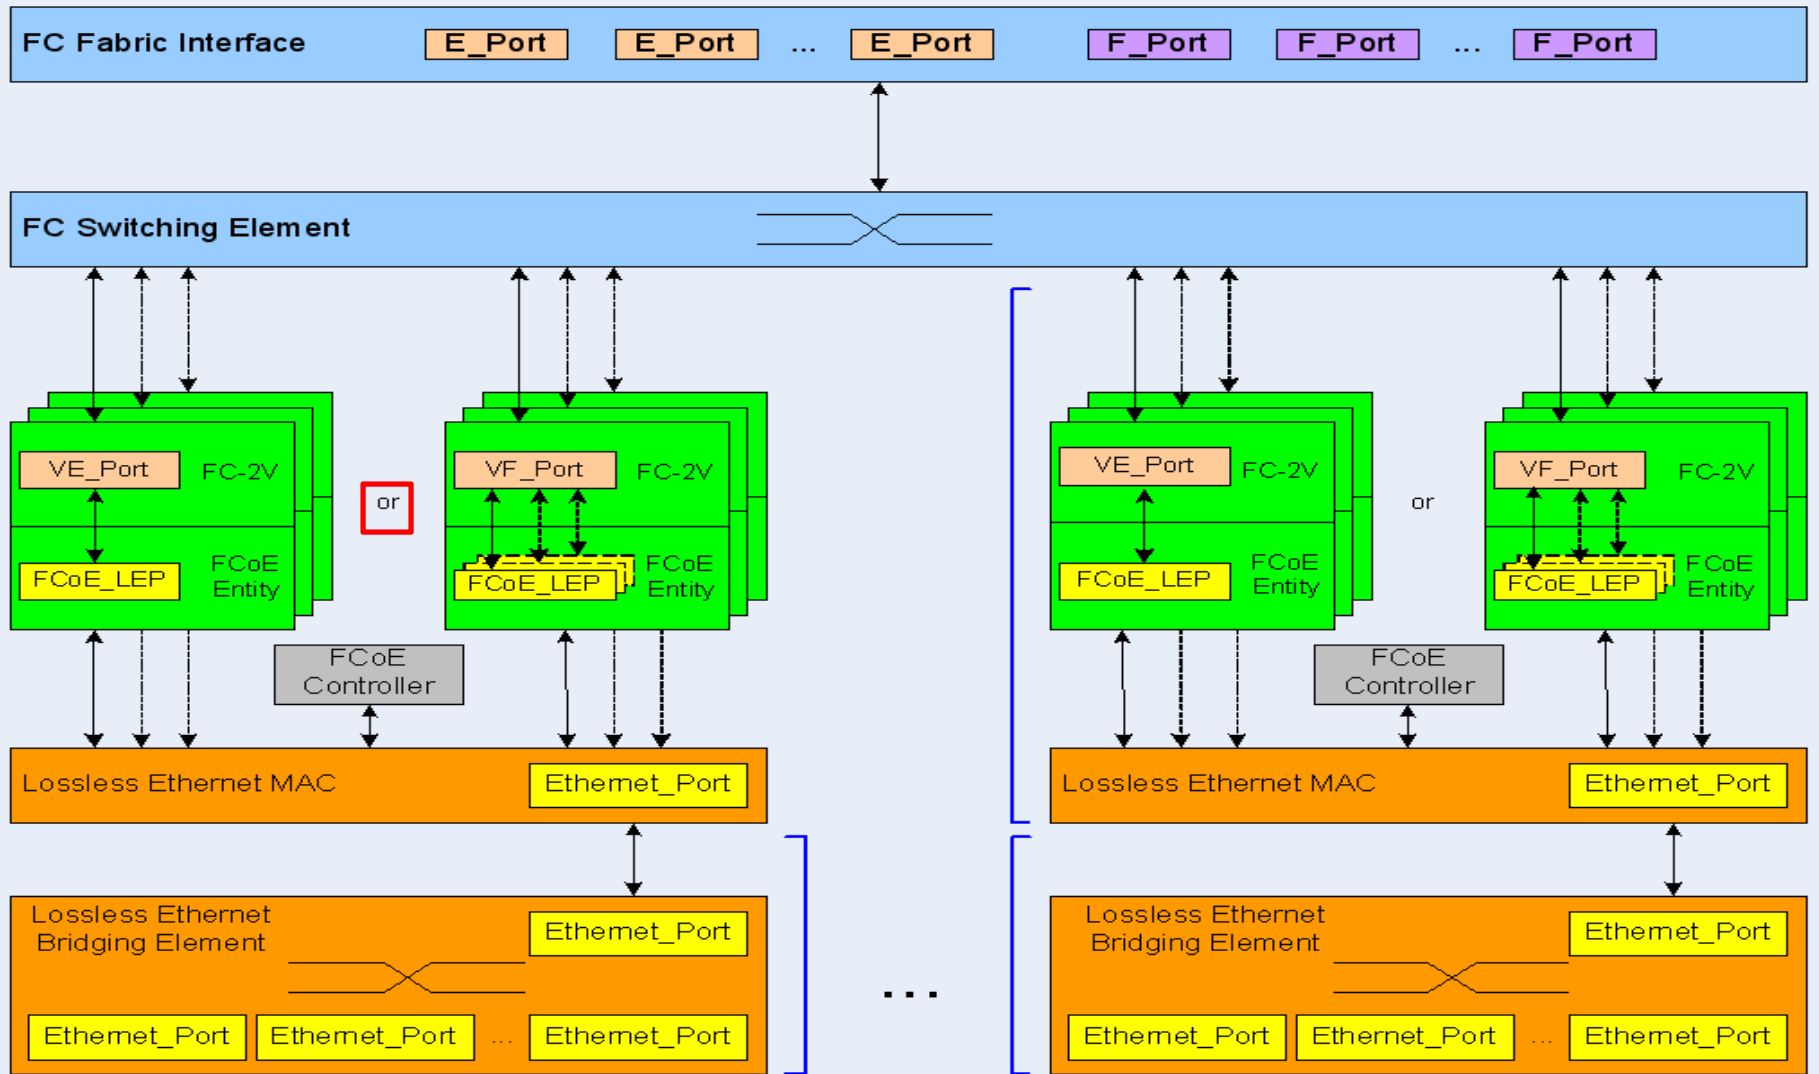 FC Fabric Interface E_Port E_Port ... E_Port F_Port F_Port ... F_Port
FC Switching Element
VE_Port FC-2V
or
VF_Port FC-2V
VE_Port FC-2V
or
VF_Port FC-2V
FCoE_LEP FCoE
Entity
FCoE_LEP FCoE
Entity
FCoE_LEP FCoE
Entity
FCoE_LEP FCoE
Entity
FCoE
Controller
FCoE
Controller
Lossless Ethernet MAC Ethernet_Port
Lossless Ethernet MAC Ethernet_Port
Lossless Ethernet
Bridging Element
Ethernet_Port
Ethernet_Port Ethernet_Port ... Ethernet_Port
...
Lossless Ethernet
Bridging Element
Ethernet_Port
Ethernet_Port Ethernet_Port ... Ethernet_Port